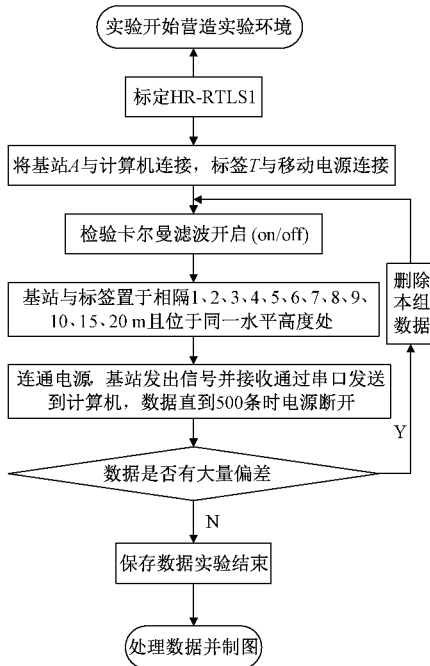 实验开始营造实验环境
标定HR-RTLS1
将基站A与计算机连接，标签T与移动电源连接
检验卡尔曼滤波开启 (on/off)
删除
本组
数据
基站与标签置于相隔1、2、3、4、5、6、7、8、9、
10、15、20 m且位于同一水平高度处
连通电源，基站发出信号并接收通过串口发送
到计算机，数据直到500条时电源断开
Y
数据是否有大量偏差
N
保存数据实验结束
处理数据并制图